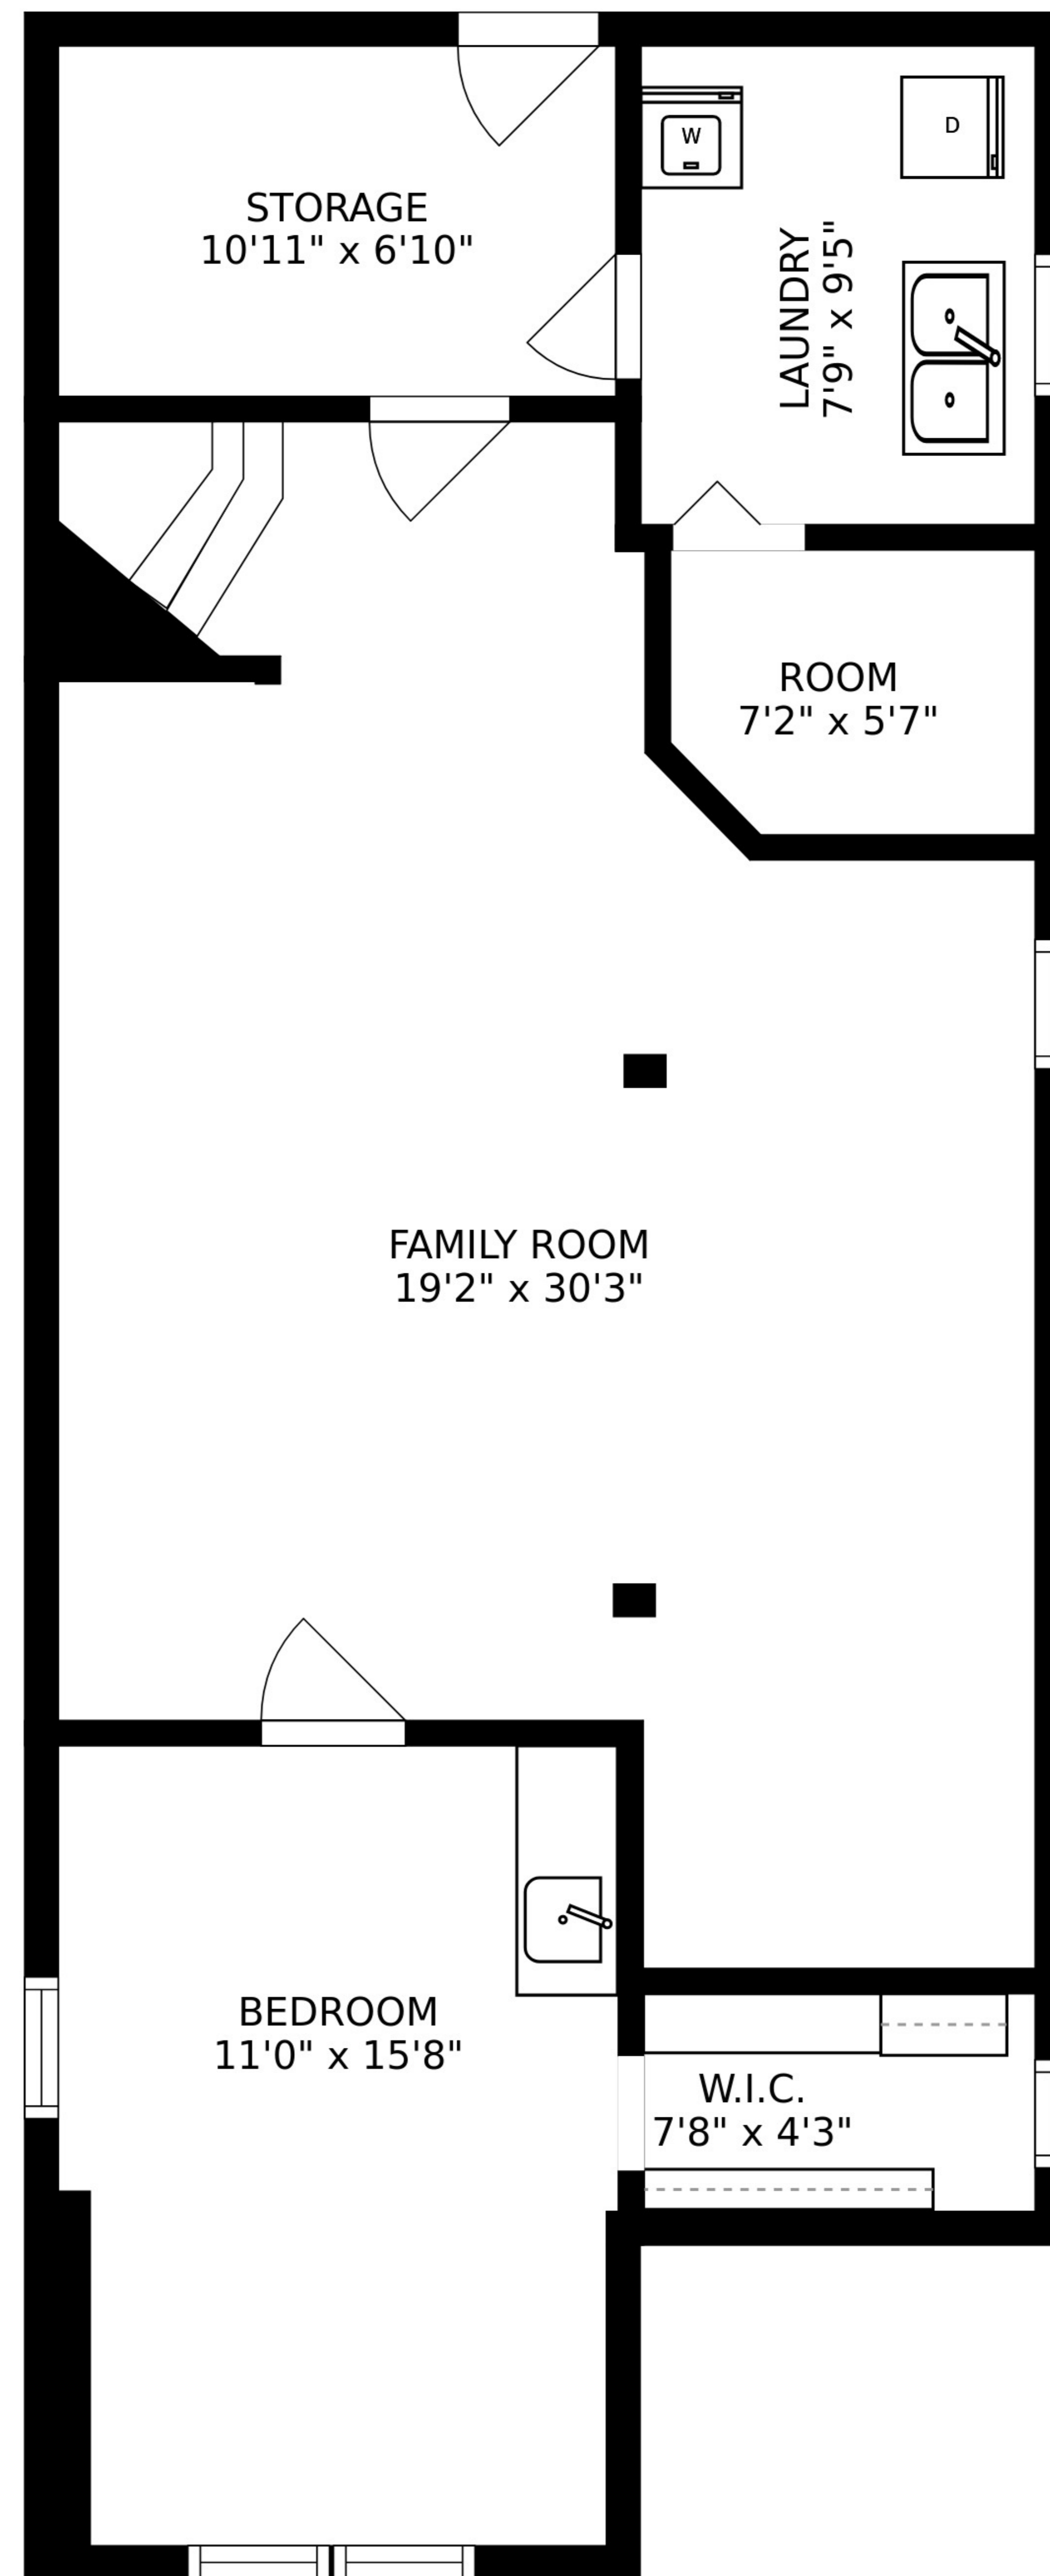 STORAGE
10'11" x 6'10"
W
D
LAUNDRY
7'9" x 9'5"
ROOM
7'2" x 5'7"
FAMILY ROOM
19'2" x 30'3"
BEDROOM
11'0" x 15'8"
W.I.C.
7'8" x 4'3"